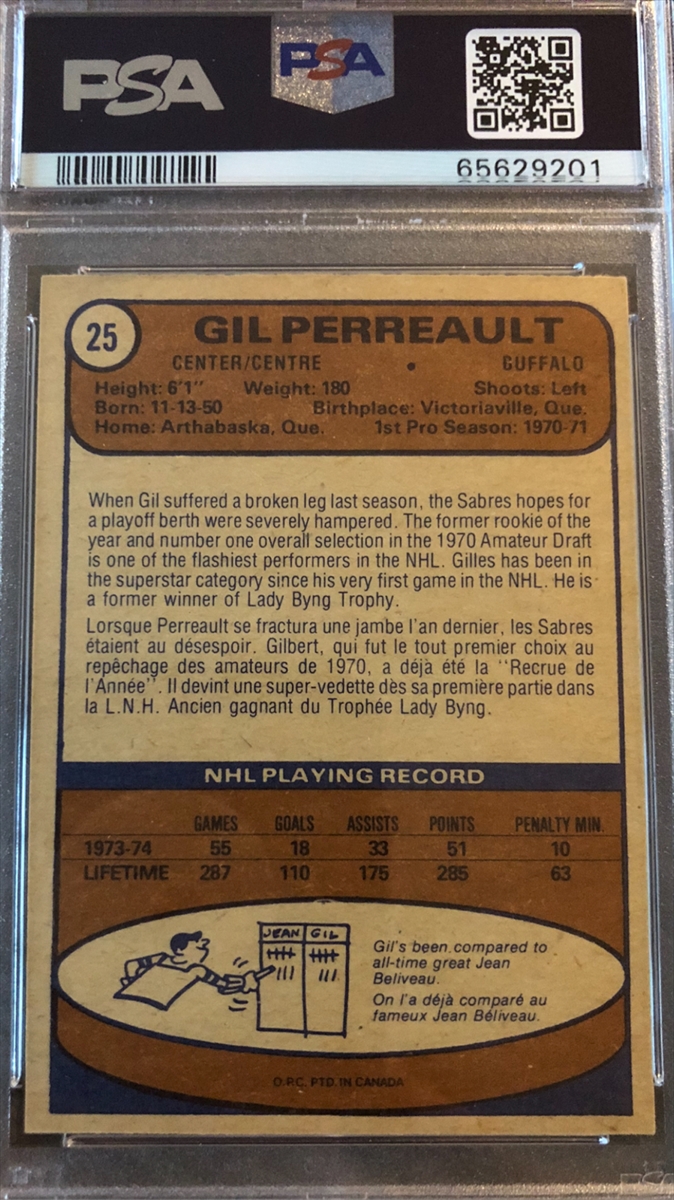 PSA
PSA
65629201
25
GIL PERREAULT
CENTER/CENTRE • BUFFALO
Height: 6'1" Weight: 180 Shoots: Left
Born: 11-13-50 Birthplace: Victoriaville, Que.
Home: Arthabaska, Que. 1st Pro Season: 1970-71
When Gil suffered a broken leg last season, the Sabres hopes for
a playoff berth were severely hampered. The former rookie of the
year and number one overall selection in the 1970 Amateur Draft
is one of the flashiest performers in the NHL. Gilles has been in
the superstar category since his very first game in the NHL. He is
a former winner of Lady Byng Trophy.
Lorsque Perreault se fractura une jambe l'an dernier, les Sabres
étaient au désespoir. Gilbert, qui fut le tout premier choix au
repêchage des amateurs de 1970, a déjà été la "Recrue de
l'Année". Il devint une super-vedette dès sa première partie dans
la L.N.H. Ancien gagnant du Trophée Lady Byng.
NHL PLAYING RECORD
GAMES GOALS ASSISTS POINTS PENALTY MIN.
1973-74 55 18 33 51 10
LIFETIME 287 110 175 285 63
JEAN GIL
Gil's been compared to
all-time great Jean
Beliveau.
On l'a déjà comparé au
fameux Jean Béliveau.
O.P.C. PTD. IN CANADA